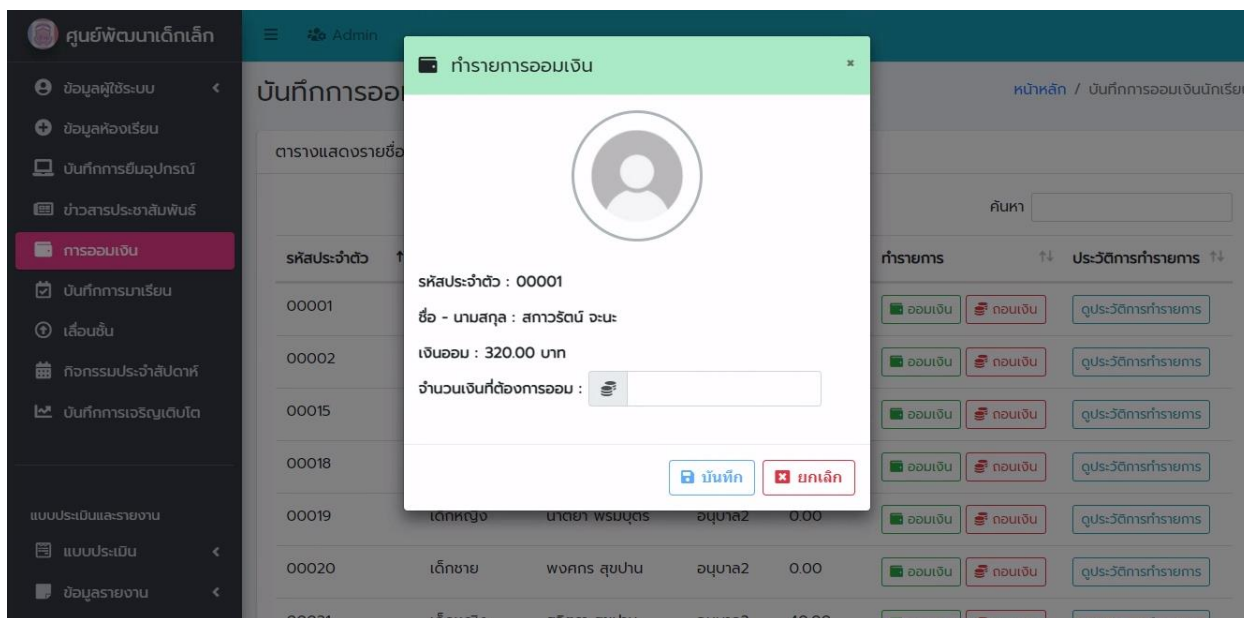 ศูนย์พัฒนาเด็กเล็ก
Admin
ข้อมูลผู้ใช้ระบบ
ข้อมูลห้องเรียน
บันทึกการยืมอุปกรณ์
ข่าวสารประชาสัมพันธ์
การออมเงิน
บันทึกการมาเรียน
เลื่อนชั้น
กิจกรรมประจำสัปดาห์
บันทึกการเจริญเติบโต
แบบประเมินและรายงาน
แบบประเมิน
ข้อมูลรายงาน
หน้าหลัก / บันทึกการออมเงินนักเรีย
ตารางแสดงรายชื่อ
ค้นหา
รหัสประจำตัว ทำรายการ ประวัติการทำรายการ
00001 ออมเงิน ถอนเงิน ดูประวัติการทำรายการ
00002 ออมเงิน ถอนเงิน ดูประวัติการทำรายการ
00015 ออมเงิน ถอนเงิน ดูประวัติการทำรายการ
00018 ออมเงิน ถอนเงิน ดูประวัติการทำรายการ
00019 เด็กหญิง อนุบาล2 0.00 ออมเงิน ถอนเงิน ดูประวัติการทำรายการ
00020 เด็กชาย พงศกร สุขปาน อนุบาล2 0.00 ออมเงิน ถอนเงิน ดูประวัติการทำรายการ
ทำรายการออมเงิน
รหัสประจำตัว : 00001
ชื่อ - นามสกุล : สกาวรัตน์ จะนะ
เงินออม : 320.00 บาท
จำนวนเงินที่ต้องการออม :
บันทึก ยกเลิก